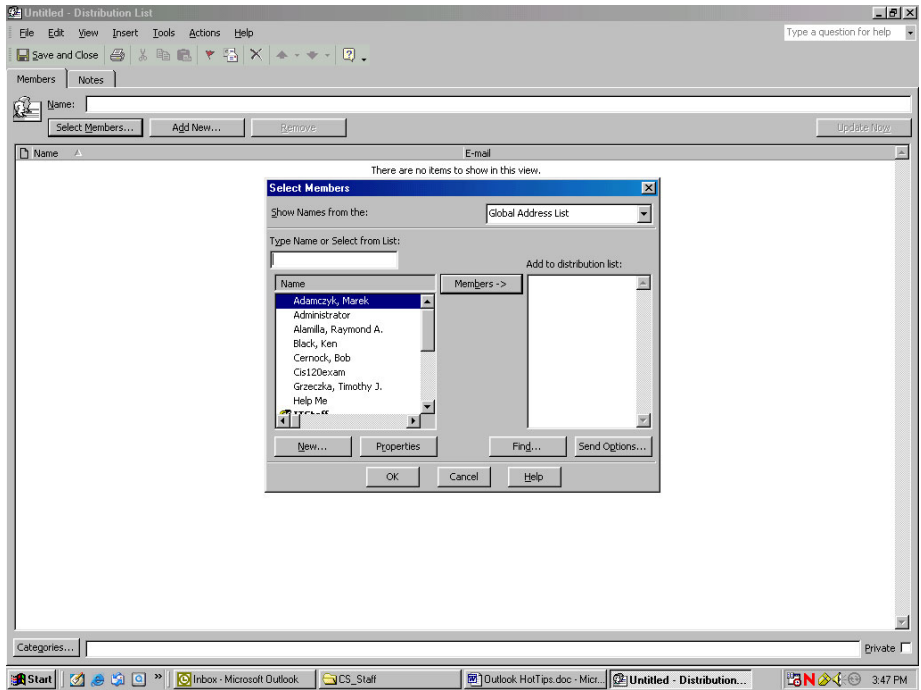 Untitled - Distribution List
File Edit View Insert Tools Actions Help Type a question for help
Save and Close
Members Notes
Name:
Select Members... Add New... Remove Update Now
Name E-mail
There are no items to show in this view.
Select Members
Show Names from the: Global Address List
Type Name or Select from List:
Add to distribution list:
Name Members ->
Adamczyk, Marek
Administrator
Alamilla, Raymond A.
Black, Ken
Cernock, Bob
Cis120exam
Grzeczka, Timothy J.
Help Me
ITStaff
New... Properties Find... Send Options...
OK Cancel Help
Categories... Private
Start » Inbox - Microsoft Outlook CS_Staff Outlook HotTips.doc - Micr... Untitled - Distribution... N 3:47 PM